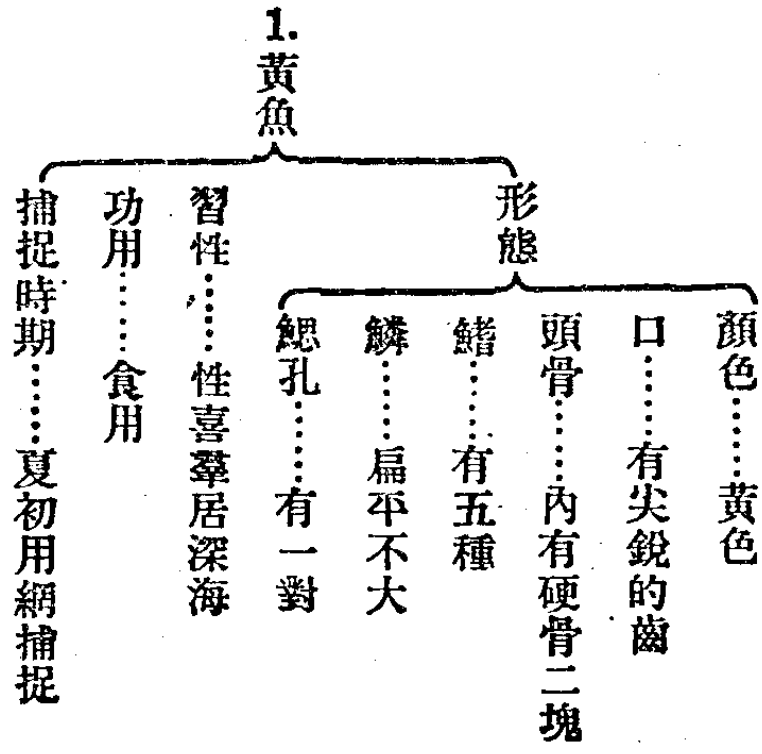 1.黃魚
形態
顏色……黃色
口……有尖銳的齒
頭骨……內有硬骨二塊
鰭……有五種
鱗……扁平不大
鰓孔……有一對
習性……性喜羣居深海
功用……食用
捕捉時期……夏初用網捕捉